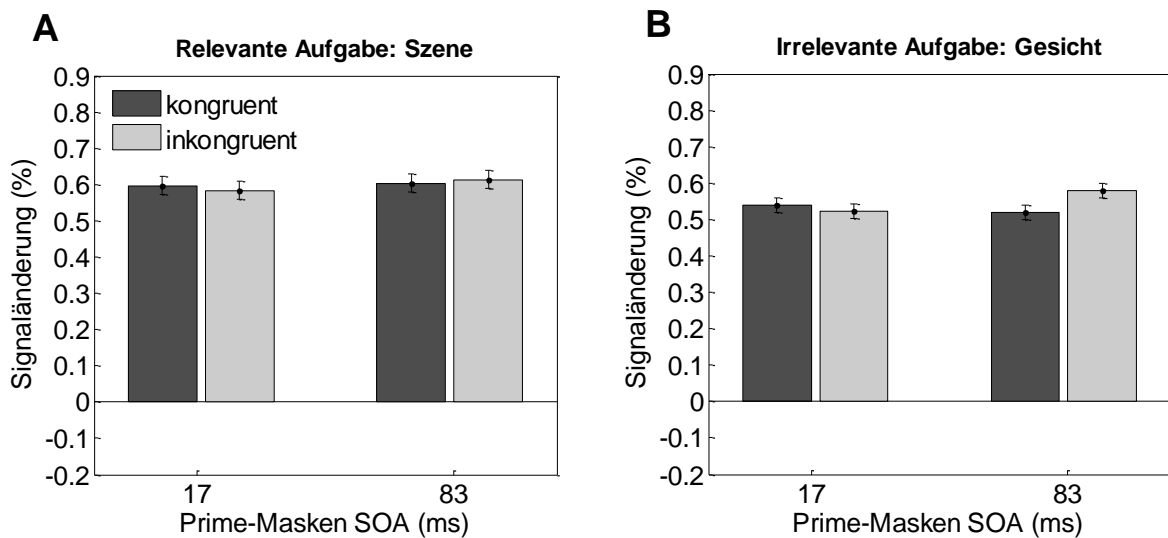 A
Relevante Aufgabe: Szene
0.9
0.8
0.7
0.6
0.5
0.4
0.3
0.2
0.1
0
-0.1
-0.2
Signaländerung (%)
kongruent
inkongruent
17
83
Prime-Masken SOA (ms)
B
Irrelevante Aufgabe: Gesicht
0.9
0.8
0.7
0.6
0.5
0.4
0.3
0.2
0.1
0
-0.1
-0.2
Signaländerung (%)
17
83
Prime-Masken SOA (ms)